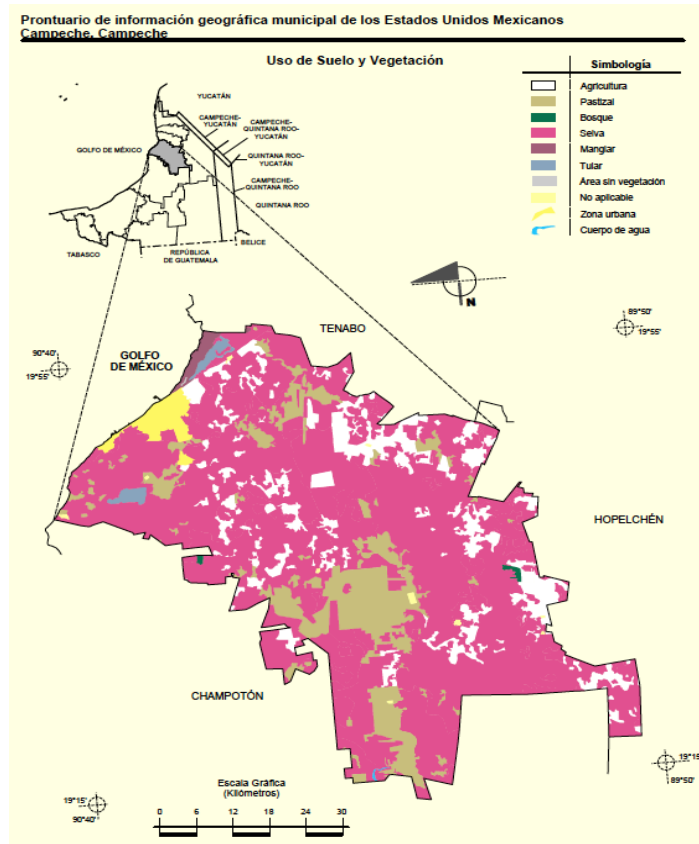 Prontuario de información geográfica municipal de los Estados Unidos Mexicanos
Campeche, Campeche
Uso de Suelo y Vegetación
Simbología
Agricultura
Pastizal
Bosque
Selva
Manglar
Tular
Área sin vegetación
No aplicable
Zona urbana
Cuerpo de agua
YUCATÁN
CAMPECHE-
YUCATÁN
CAMPECHE-
QUINTANA ROO-
YUCATÁN
GOLFO DE MÉXICO
QUINTANA ROO-
YUCATÁN
CAMPECHE-
QUINTANA ROO
QUINTANA ROO
BELICE
TABASCO
REPÚBLICA
DE GUATEMALA
N
89°50'
19°55'
TENABO
90°40'
19°55'
GOLFO
DE MÉXICO
HOPELCHÉN
CHAMPOTÓN
19°15'
89°50'
Escala Gráfica
(Kilómetros)
19°15'
90°40'
0 6 12 18 24 30